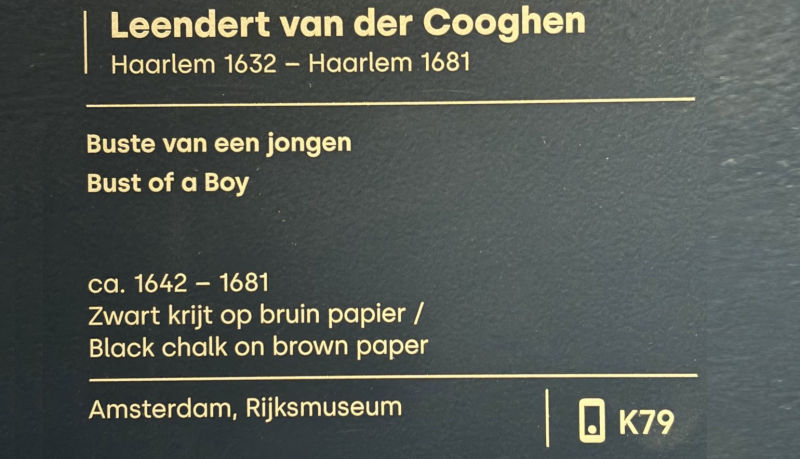 Leendert van der Cooghen
Haarlem 1632 – Haarlem 1681
Buste van een jongen
Bust of a Boy
ca. 1642 – 1681
Zwart krijt op bruin papier /
Black chalk on brown paper
Amsterdam, Rijksmuseum
K79